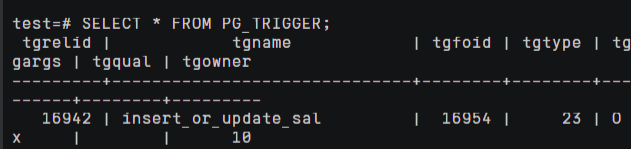 test=# SELECT * FROM PG_TRIGGER;
 tgrelid |            tgname            | tgfoid | tgtype | tg
gargs | tgqual | tgowner
---------+------------------------------+--------+--------+---
------+--------+---------
   16942 | insert_or_update_sal         |  16954 |     23 | O
x     |        |      10